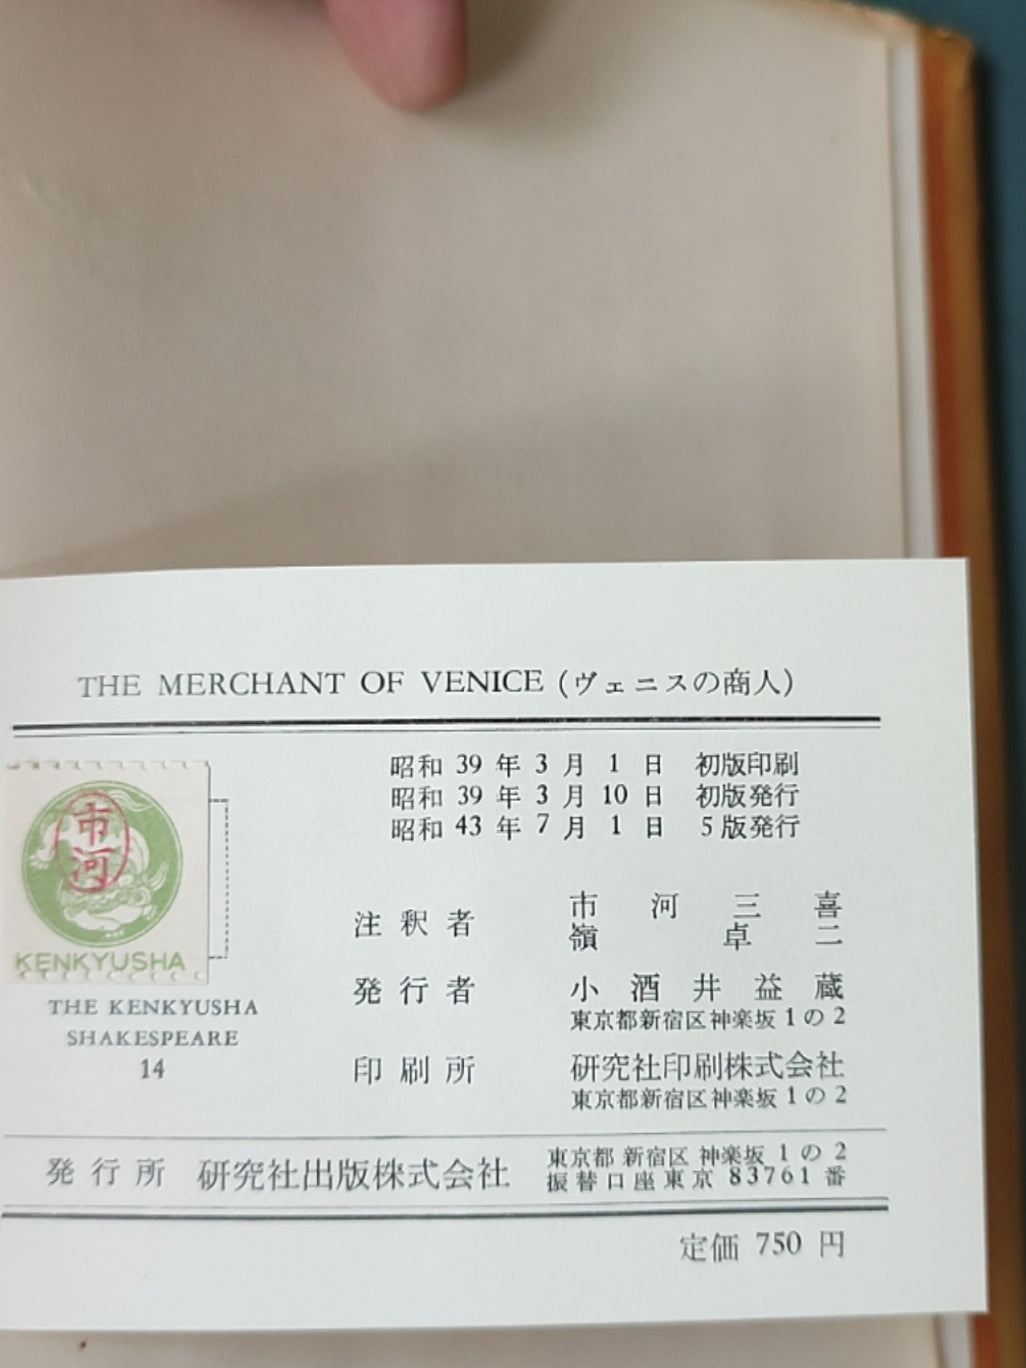 THE MERCHANT OF VENICE (ヴェニスの商人)
昭和 39 年 3 月 1 日 初版印刷
昭和 39 年 3 月 10 日 初版発行
昭和 43 年 7 月 1 日 5 版発行
市河
KENKYUSHA
THE KENKYUSHA
SHAKESPEARE
14
注釈者 市河三喜
嶺卓二
発行者 小酒井益蔵
東京都新宿区神楽坂 1 の 2
印刷所 研究社印刷株式会社
東京都新宿区神楽坂 1 の 2
発行所 研究社出版株式会社 東京都 新宿区 神楽坂 1 の 2
振替口座東京 83761 番
定価 750 円